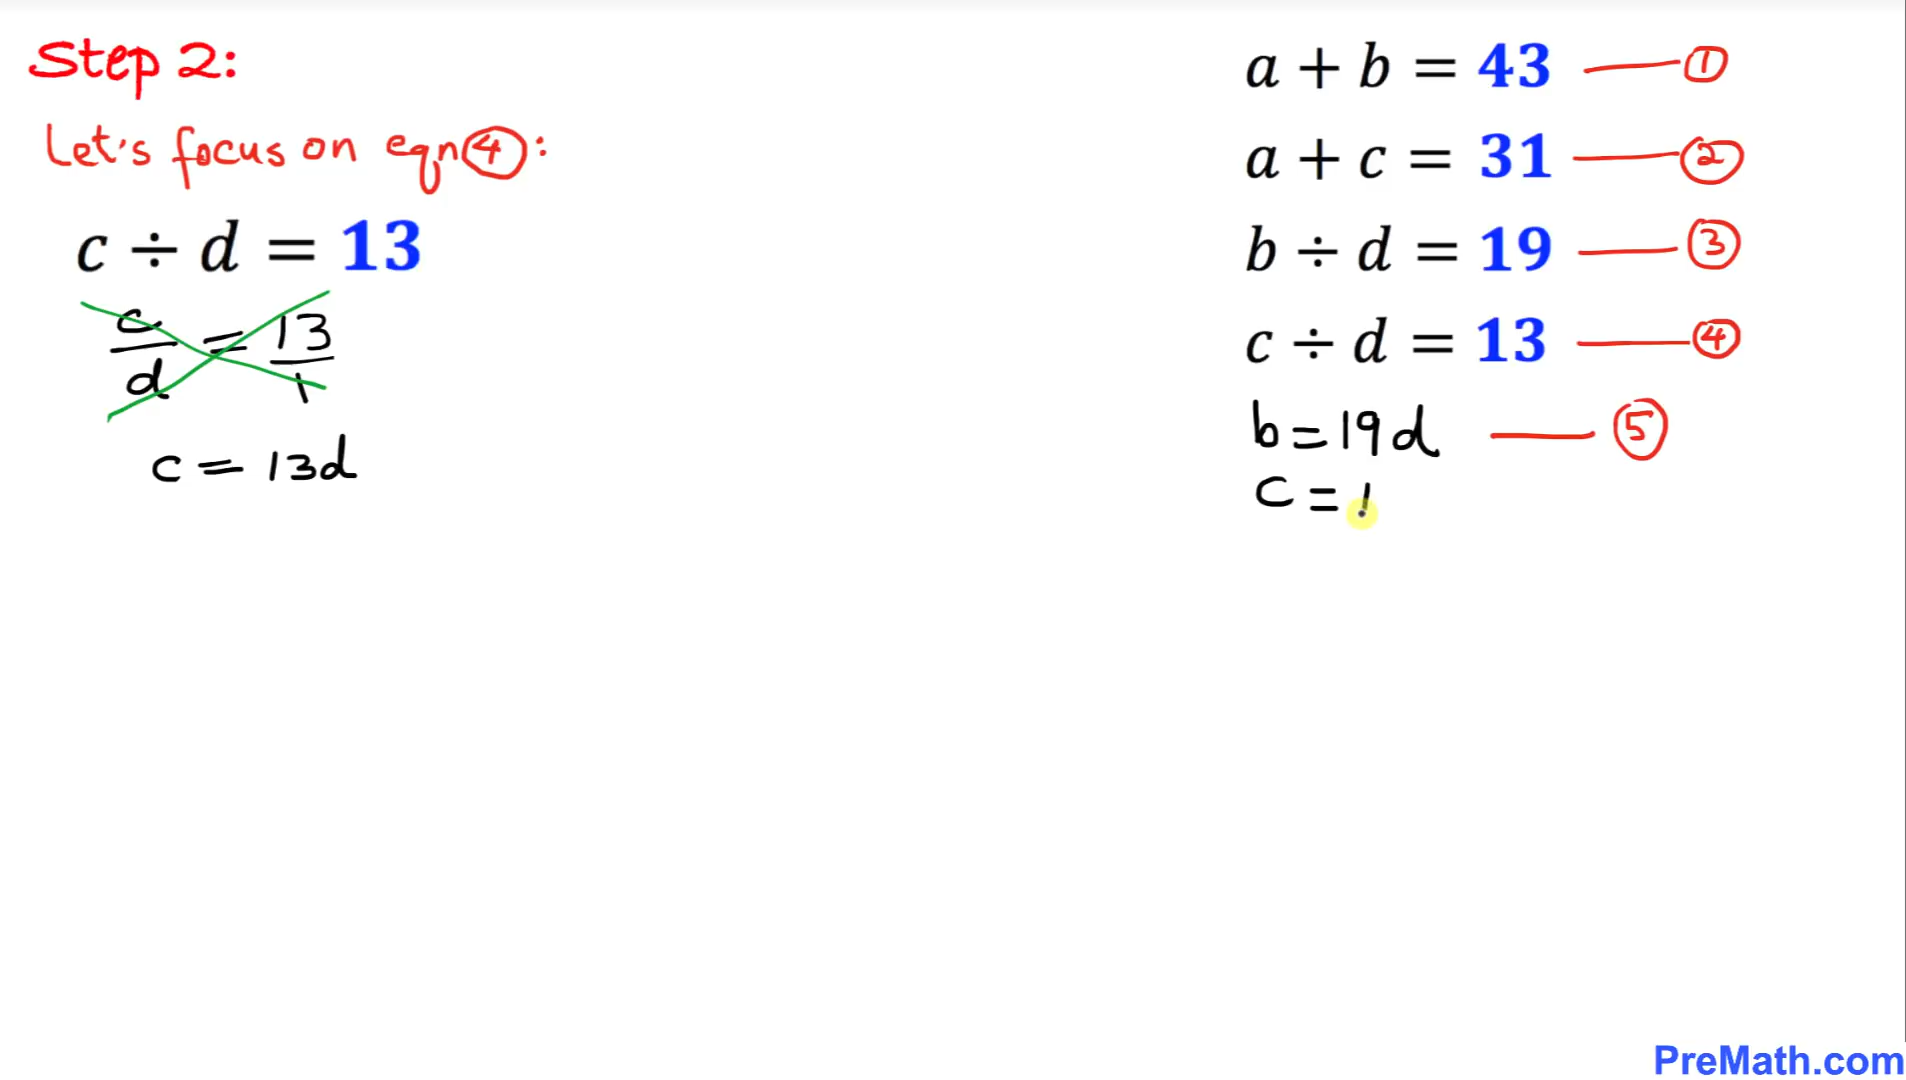 Step 2:
Let's focus on eqn ④:
c ÷ d = 13
c/d = 13/1
c = 13d
a + b = 43 — ①
a + c = 31 — ②
b ÷ d = 19 — ③
c ÷ d = 13 — ④
b = 19d — ⑤
c = 1
PreMath.com